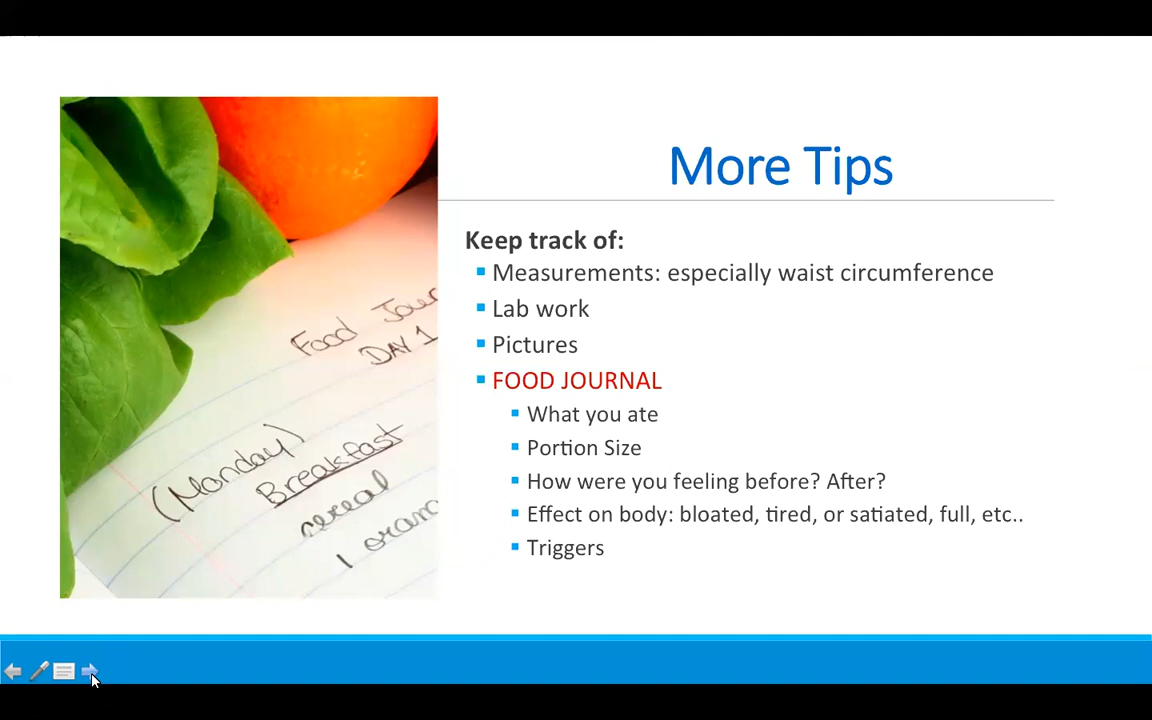 More Tips
Keep track of:
Measurements: especially waist circumference
Lab work
Pictures
FOOD JOURNAL
What you ate
Portion Size
How were you feeling before? After?
Effect on body: bloated, tired, or satiated, full, etc..
Triggers
Food Jour
DAY 1
(Monday)
Breakfast
cereal
1 oran